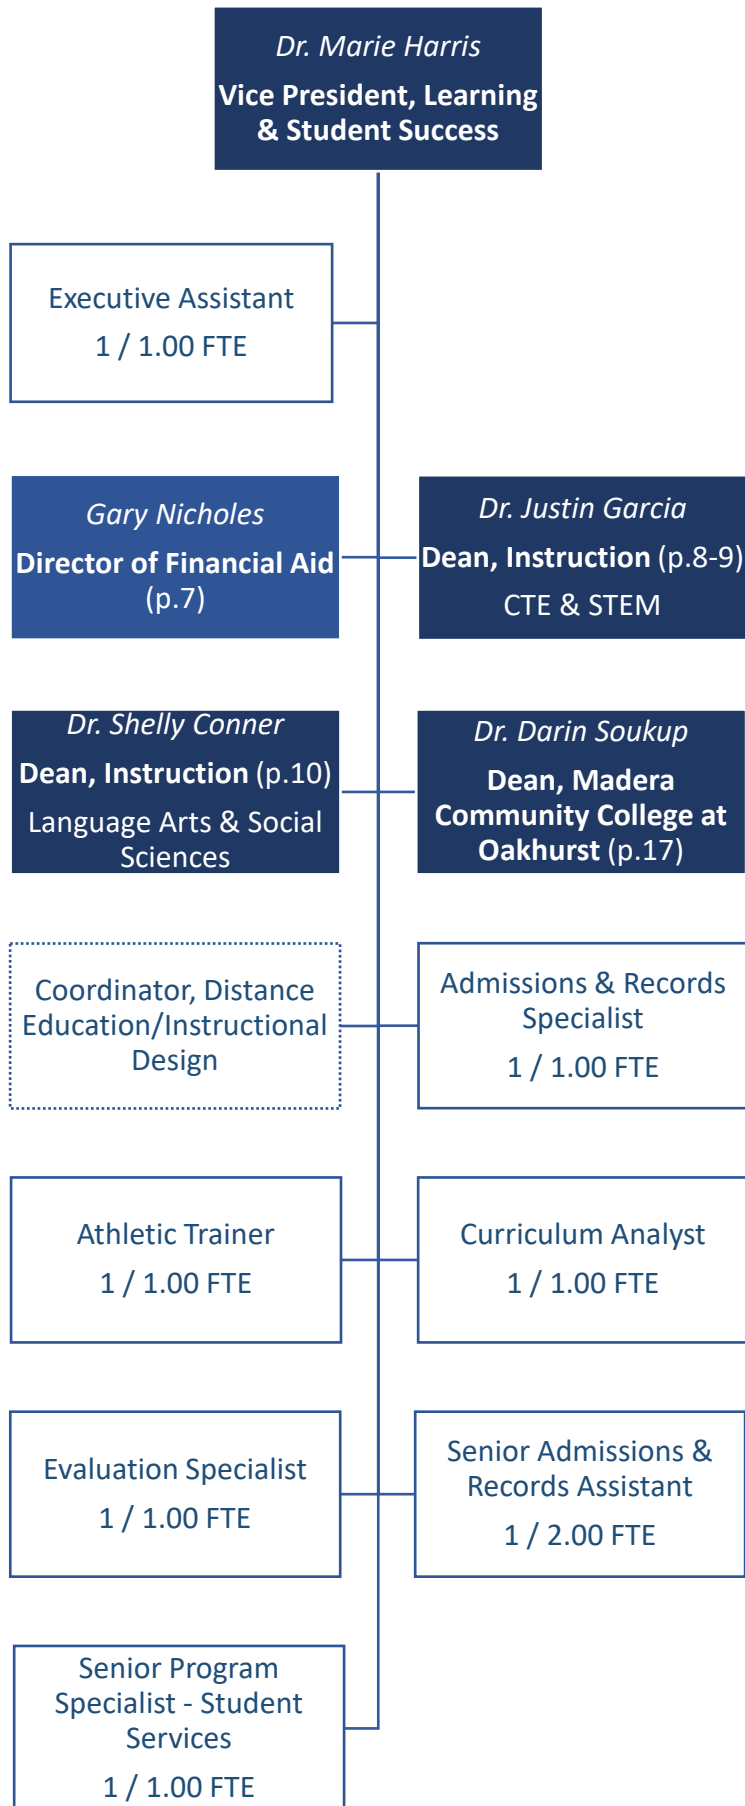 Dr. Marie Harris
Vice President, Learning
& Student Success
Executive Assistant
1 / 1.00 FTE
Gary Nicholes
Director of Financial Aid
(p.7)
Dr. Justin Garcia
Dean, Instruction (p.8-9)
CTE & STEM
Dr. Shelly Conner
Dean, Instruction (p.10)
Language Arts & Social
Sciences
Dr. Darin Soukup
Dean, Madera
Community College at
Oakhurst (p.17)
Coordinator, Distance
Education/Instructional
Design
Admissions & Records
Specialist
1 / 1.00 FTE
Athletic Trainer
1 / 1.00 FTE
Curriculum Analyst
1 / 1.00 FTE
Evaluation Specialist
1 / 1.00 FTE
Senior Admissions &
Records Assistant
1 / 2.00 FTE
Senior Program
Specialist - Student
Services
1 / 1.00 FTE